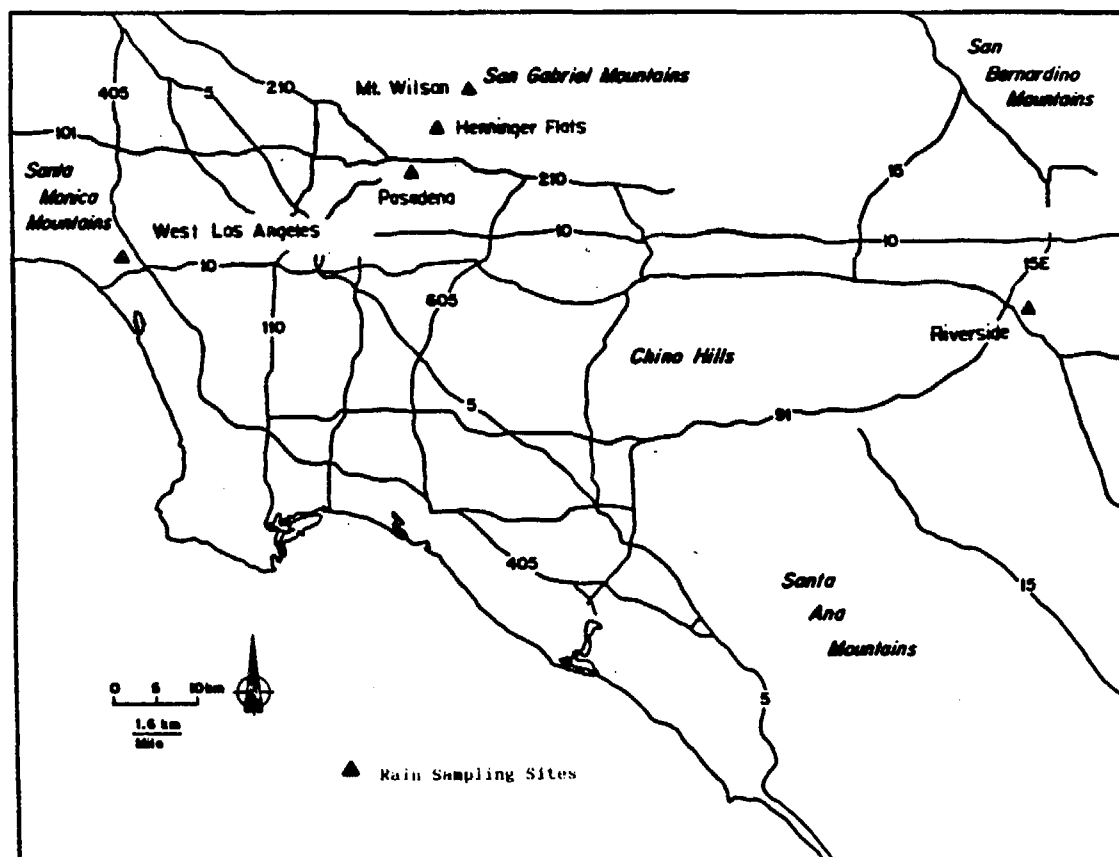 San
Bernardino
Mountains
405
5
210
Mt. Wilson
San Gabriel Mountains
Henninger Flats
101
Santa
Monica
Mountains
210
15
Pasadena
West Los Angeles
10
10
10
15E
605
110
Riverside
Chino Hills
5
91
405
Santa
Ana
Mountains
15
0 5 10km
1.6 km
Mile
5
Rain Sampling Sites